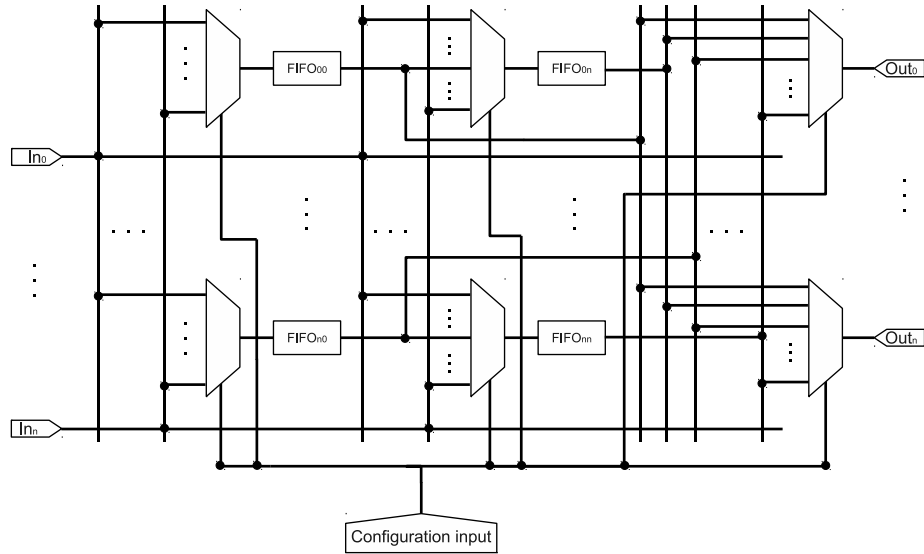 FIFO₀₀ FIFO₀ₙ Out₀
In₀
FIFOₙ₀ FIFOₙₙ Outₙ
Inₙ
Configuration input